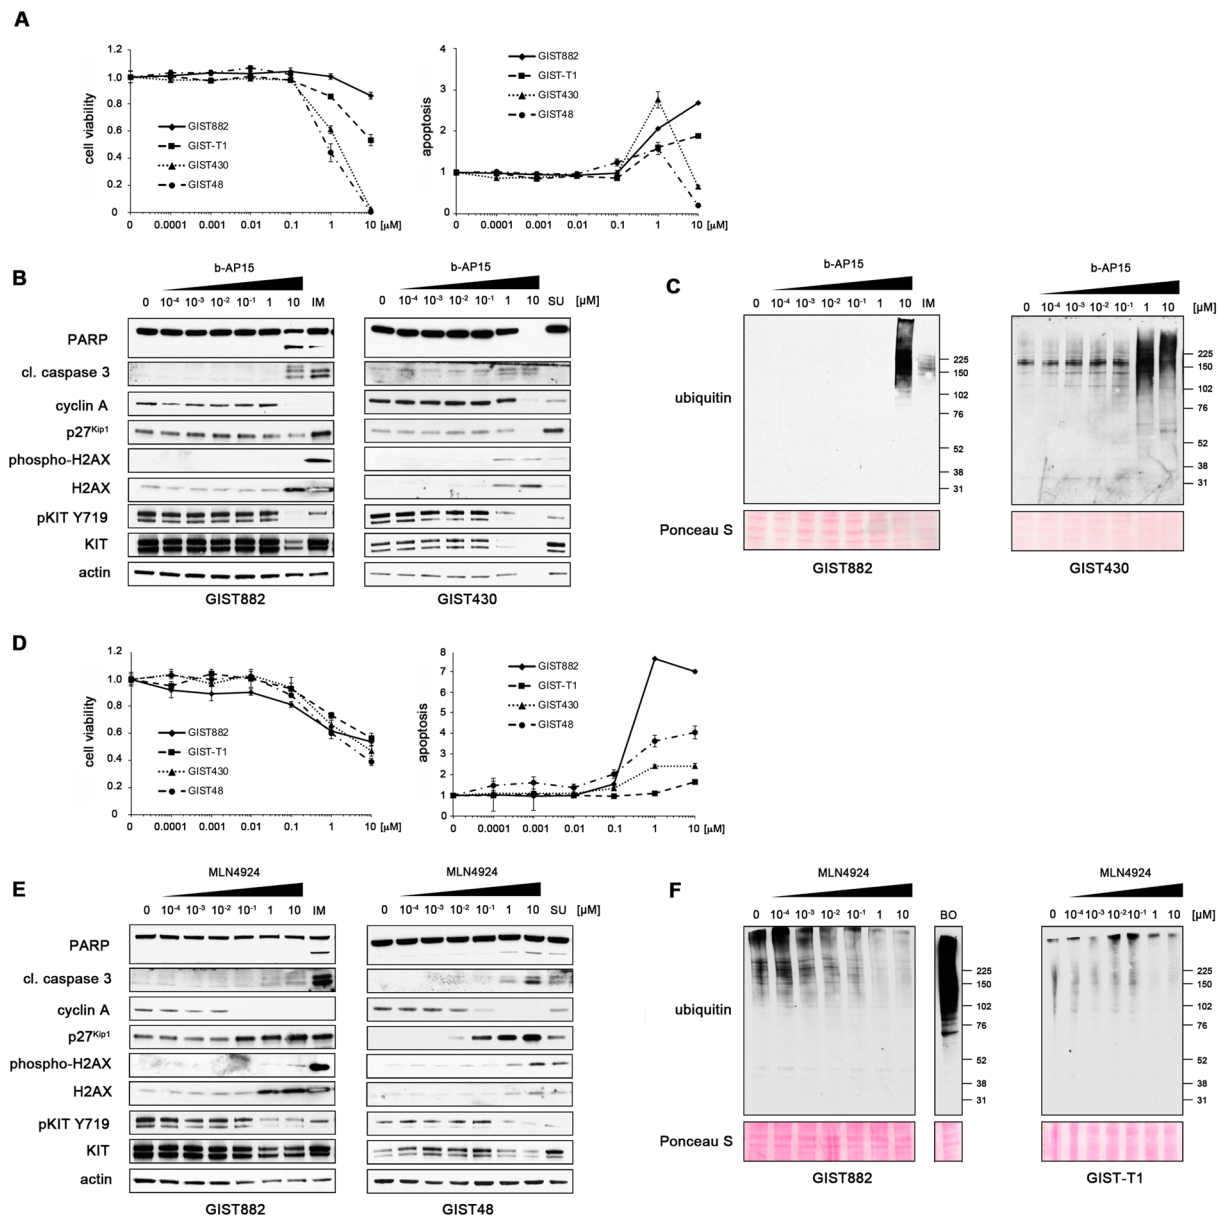 A
1.2
1.0
0.8
0.6
0.4
0.2
0
cell viability
GIST882
GIST-T1
GIST430
GIST48
0 0.0001 0.001 0.01 0.1 1 10 [µM]
4
3
2
1
0
apoptosis
GIST882
GIST-T1
GIST430
GIST48
0 0.0001 0.001 0.01 0.1 1 10 [µM]
B
b-AP15
0 10-4 10-3 10-2 10-1 1 10 IM
b-AP15
0 10-4 10-3 10-2 10-1 1 10 SU [µM]
PARP
cl. caspase 3
cyclin A
p27Kip1
phospho-H2AX
H2AX
pKIT Y719
KIT
actin
GIST882
GIST430
C
b-AP15
0 10-4 10-3 10-2 10-1 1 10 IM
225
150
102
76
52
38
31
b-AP15
0 10-4 10-3 10-2 10-1 1 10 [µM]
225
150
102
76
52
38
31
ubiquitin
Ponceau S
GIST882
GIST430
D
1.2
1.0
0.8
0.6
0.4
0.2
0
cell viability
GIST882
GIST-T1
GIST430
GIST48
0 0.0001 0.001 0.01 0.1 1 10 [µM]
8
7
6
5
4
3
2
1
0
apoptosis
GIST882
GIST-T1
GIST430
GIST48
0 0.0001 0.001 0.01 0.1 1 10 [µM]
E
MLN4924
0 10-4 10-3 10-2 10-1 1 10 IM
MLN4924
0 10-4 10-3 10-2 10-1 1 10 SU [µM]
PARP
cl. caspase 3
cyclin A
p27Kip1
phospho-H2AX
H2AX
pKIT Y719
KIT
actin
GIST882
GIST48
F
MLN4924
0 10-4 10-3 10-2 10-1 1 10
BO
225
150
102
76
52
38
31
MLN4924
0 10-4 10-3 10-2 10-1 1 10 [µM]
225
150
102
76
52
38
31
ubiquitin
Ponceau S
GIST882
GIST-T1